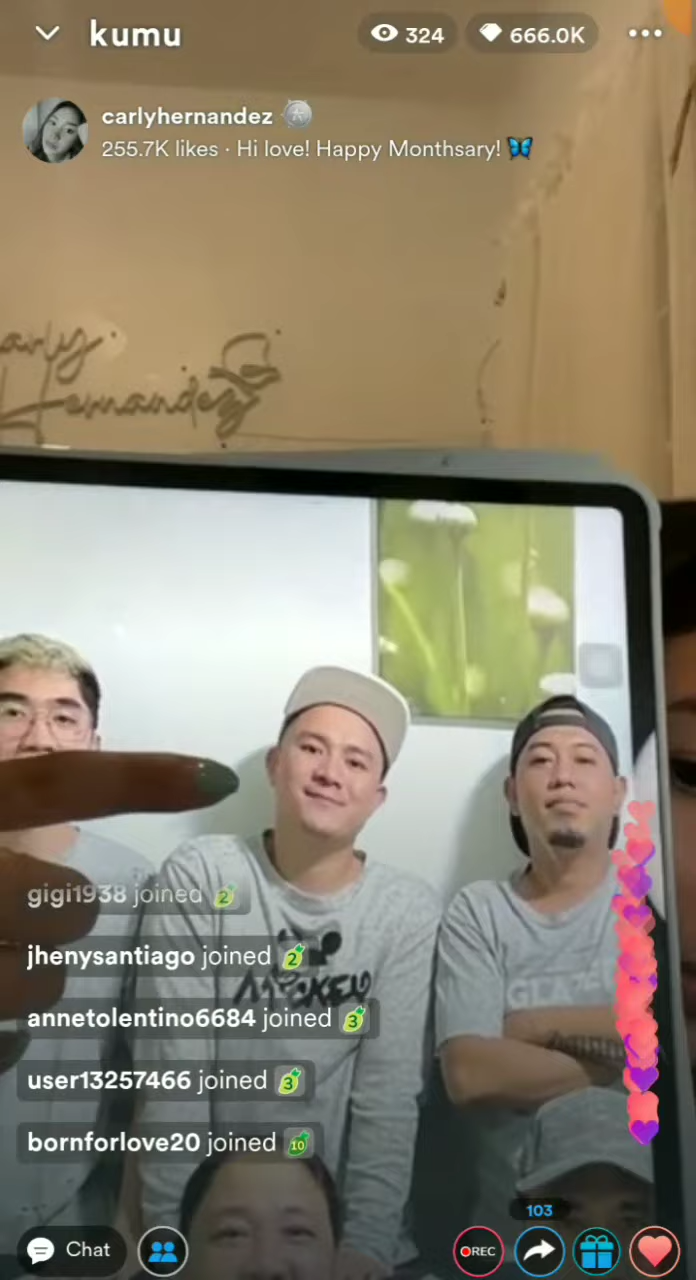 kumu
324
666.0K
carlyhernandez
255.7K likes · Hi love! Happy Monthsary! 🦋
Hernandez
gigi1938 joined 2
jhenysantiago joined 2
annetolentino6684 joined 3
user13257466 joined 3
bornforlove20 joined 10
103
Chat
REC